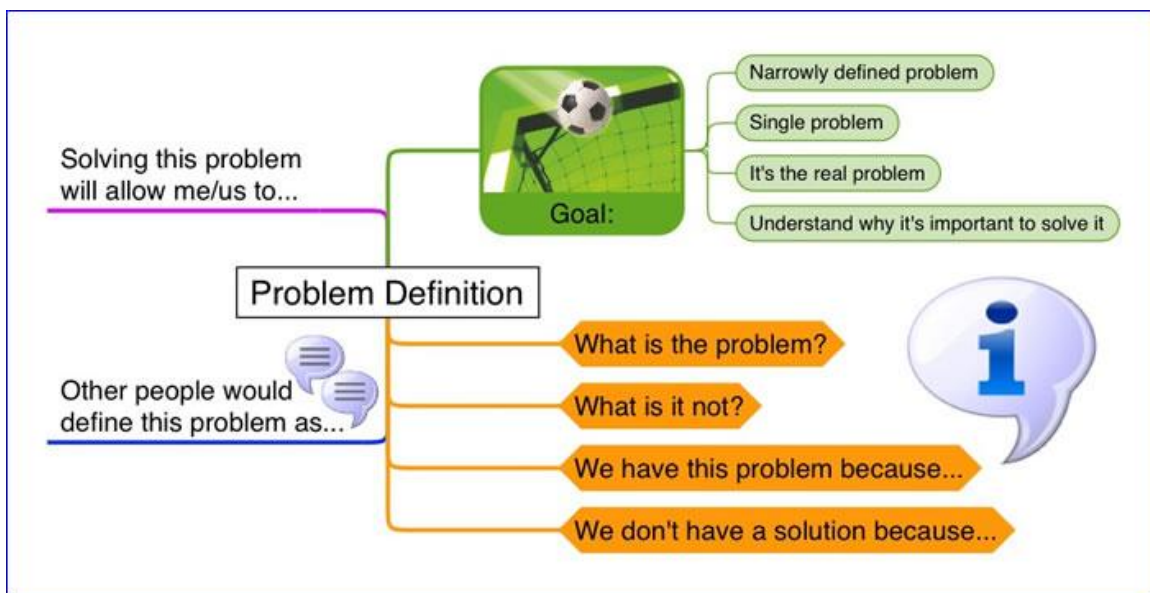 Solving this problem
will allow me/us to...
Goal:
Narrowly defined problem
Single problem
It's the real problem
Understand why it's important to solve it
Problem Definition
Other people would
define this problem as...
What is the problem?
What is it not?
We have this problem because...
We don't have a solution because...
i